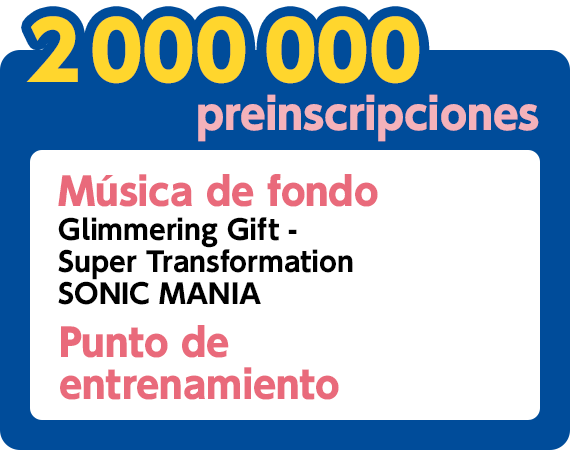 2 000 000
preinscripciones
Música de fondo
Glimmering Gift -
Super Transformation
SONIC MANIA
Punto de
entrenamiento